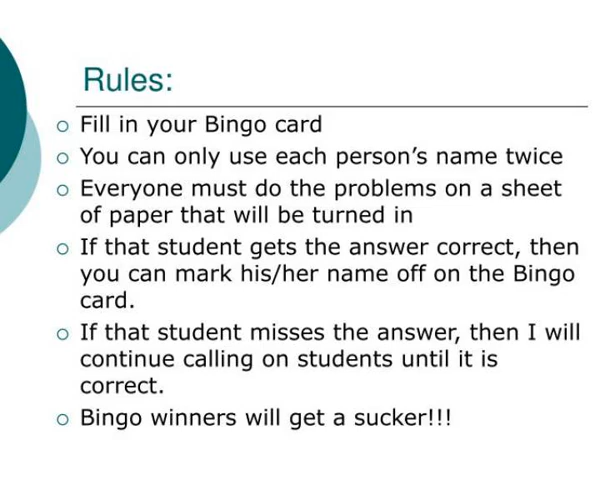 Rules:
Fill in your Bingo card
You can only use each person’s name twice
Everyone must do the problems on a sheet
of paper that will be turned in
If that student gets the answer correct, then
you can mark his/her name off on the Bingo
card.
If that student misses the answer, then I will
continue calling on students until it is
correct.
Bingo winners will get a sucker!!!